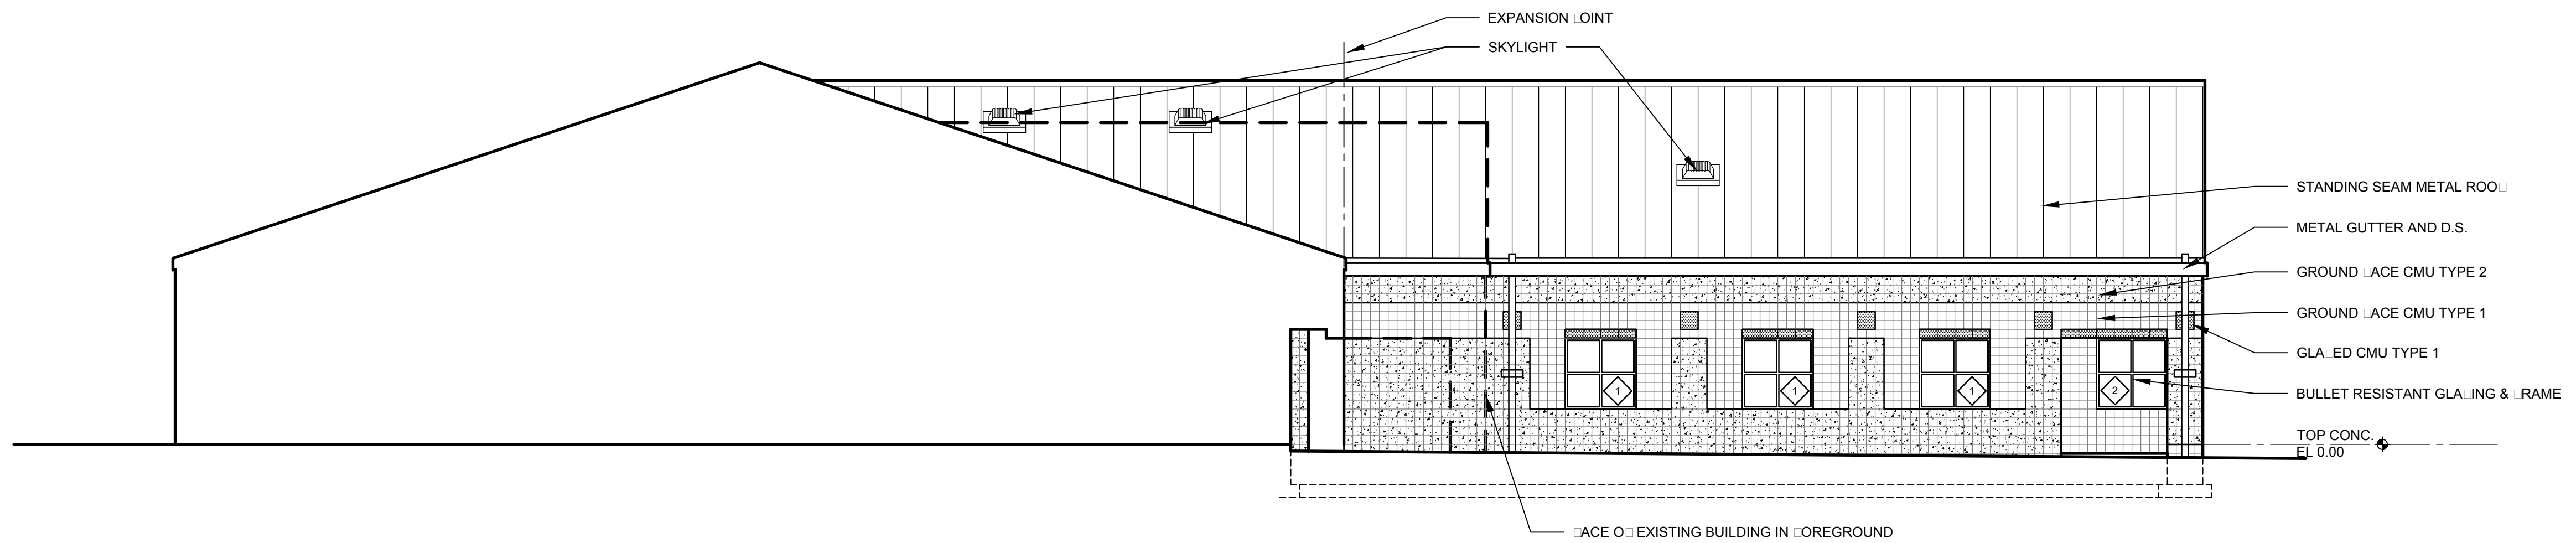 EXPANSION □OINT
SKYLIGHT
STANDING SEAM METAL ROO□
METAL GUTTER AND D.S.
GROUND □ACE CMU TYPE 2
GROUND □ACE CMU TYPE 1
GLA□ED CMU TYPE 1
1
1
1
2
BULLET RESISTANT GLA□ING & □RAME
TOP CONC.
EL 0.00
□ACE O□ EXISTING BUILDING IN □OREGROUND